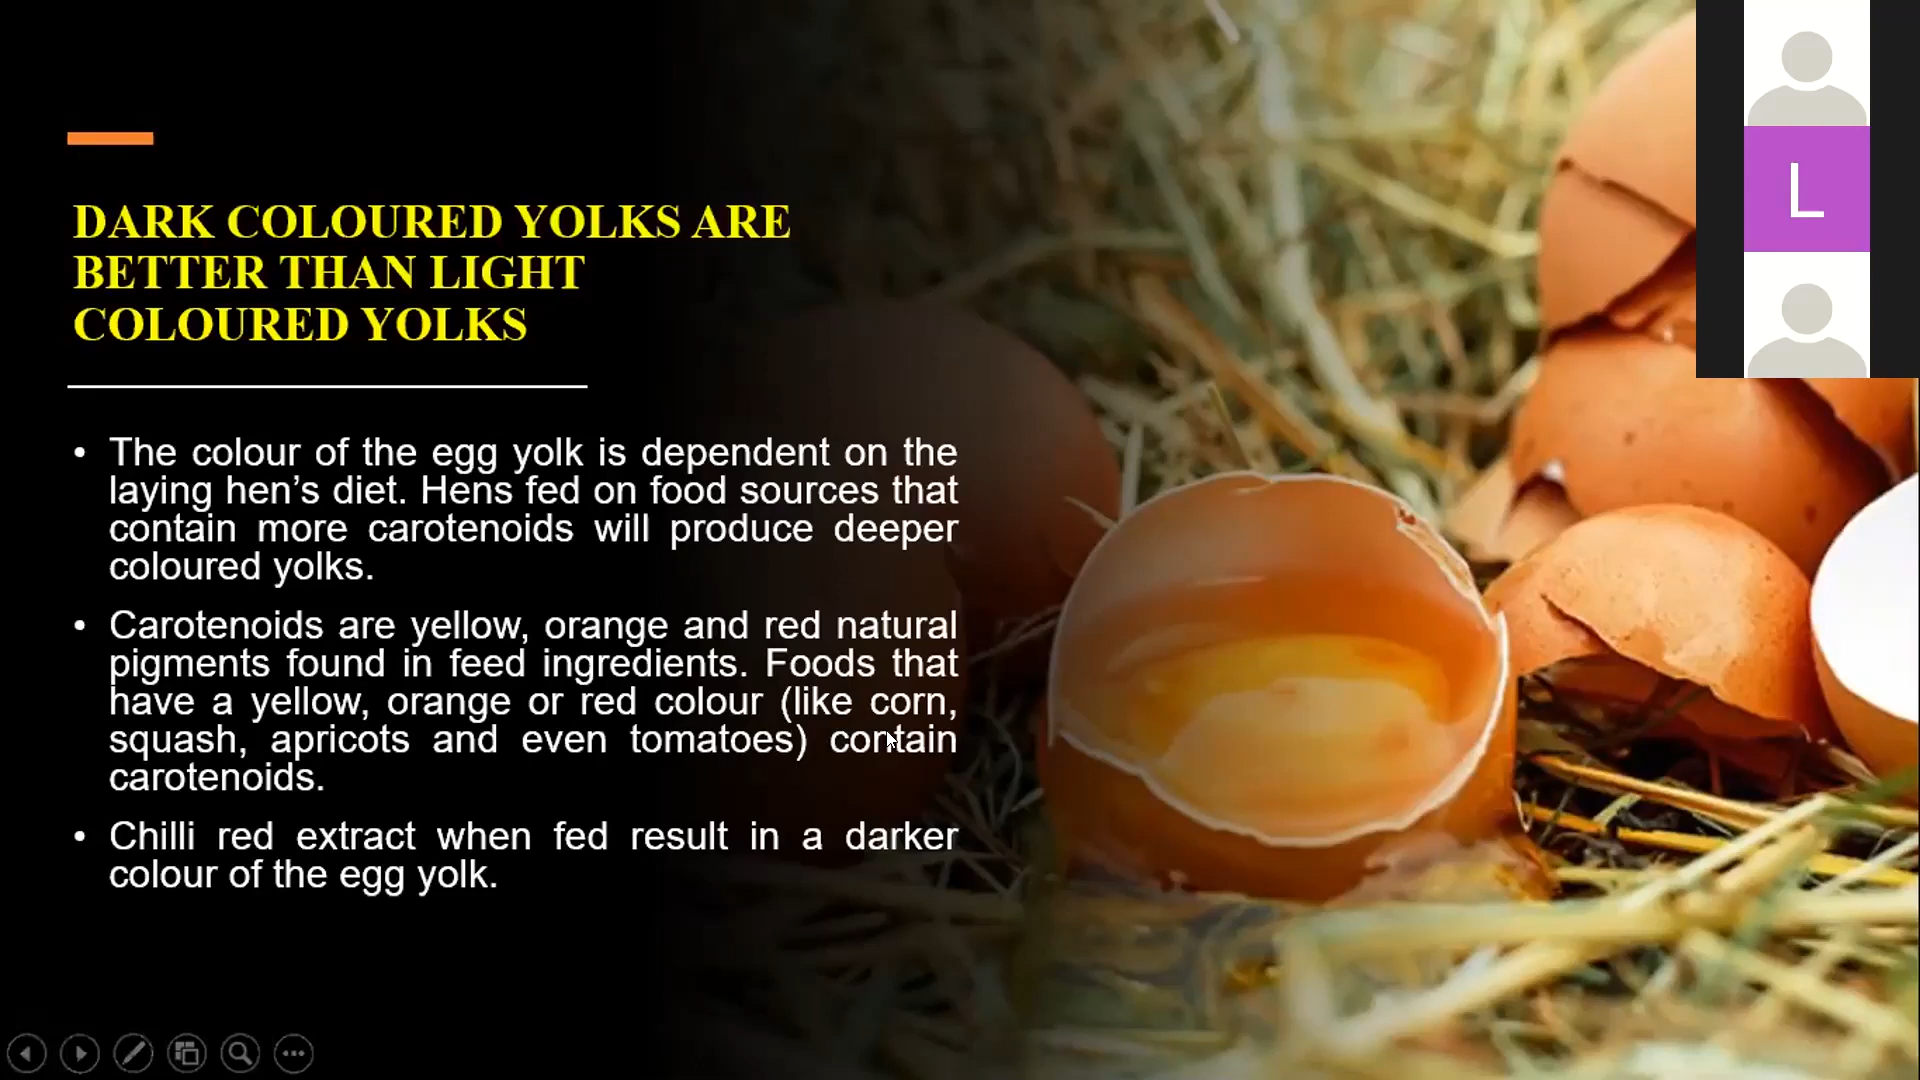 DARK COLOURED YOLKS ARE
BETTER THAN LIGHT
COLOURED YOLKS
• The colour of the egg yolk is dependent on the
laying hen’s diet. Hens fed on food sources that
contain more carotenoids will produce deeper
coloured yolks.
• Carotenoids are yellow, orange and red natural
pigments found in feed ingredients. Foods that
have a yellow, orange or red colour (like corn,
squash, apricots and even tomatoes) contain
carotenoids.
• Chilli red extract when fed result in a darker
colour of the egg yolk.
L